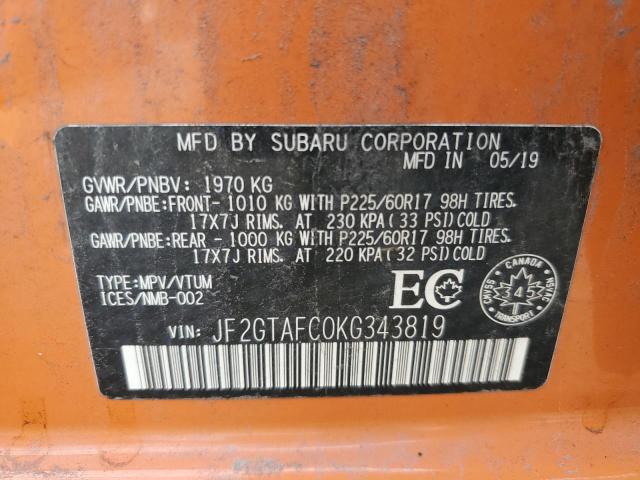 MFD BY SUBARU CORPORATION
MFD IN 05/19
GVWR/PNBV: 1970 KG
GAWR/PNBE:FRONT- 1010 KG WITH P225/60R17 98H TIRES.
17X7J RIMS. AT 230 KPA (33 PSI)COLD
GAWR/PNBE:REAR - 1000 KG WITH P225/60R17 98H TIRES.
17X7J RIMS. AT 220 KPA (32 PSI)COLD
TYPE:MPV/VTUM
ICES/NMB-002
EC
CANADA
CMVSS
345
NSVAC
VIN: JF2GTAFC0KG343819